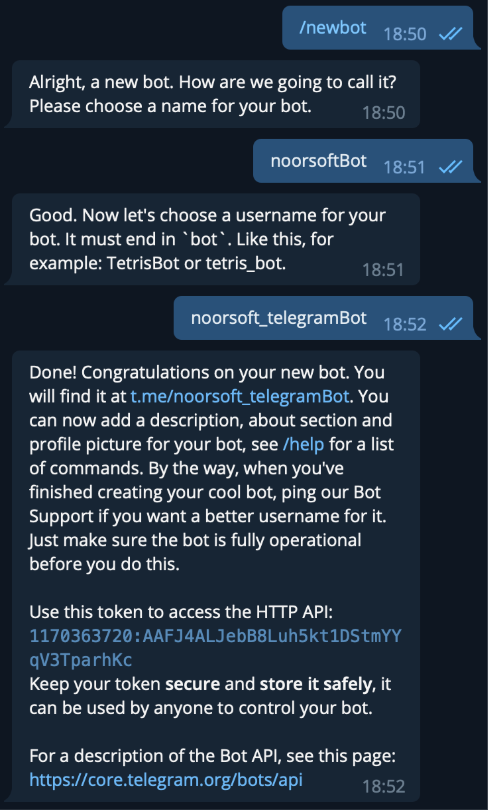 /newbot 18:50
Alright, a new bot. How are we going to call it?
Please choose a name for your bot. 18:50
noorsoftBot 18:51
Good. Now let's choose a username for your
bot. It must end in `bot`. Like this, for
example: TetrisBot or tetris_bot. 18:51
noorsoft_telegramBot 18:52
Done! Congratulations on your new bot. You
will find it at t.me/noorsoft_telegramBot. You
can now add a description, about section and
profile picture for your bot, see /help for a list
of commands. By the way, when you've
finished creating your cool bot, ping our Bot
Support if you want a better username for it.
Just make sure the bot is fully operational
before you do this.
Use this token to access the HTTP API:
1170363720:AAFJ4ALJebB8Luh5kt1DStmYY
qV3TparhKc
Keep your token secure and store it safely, it
can be used by anyone to control your bot.
For a description of the Bot API, see this page:
https://core.telegram.org/bots/api 18:52